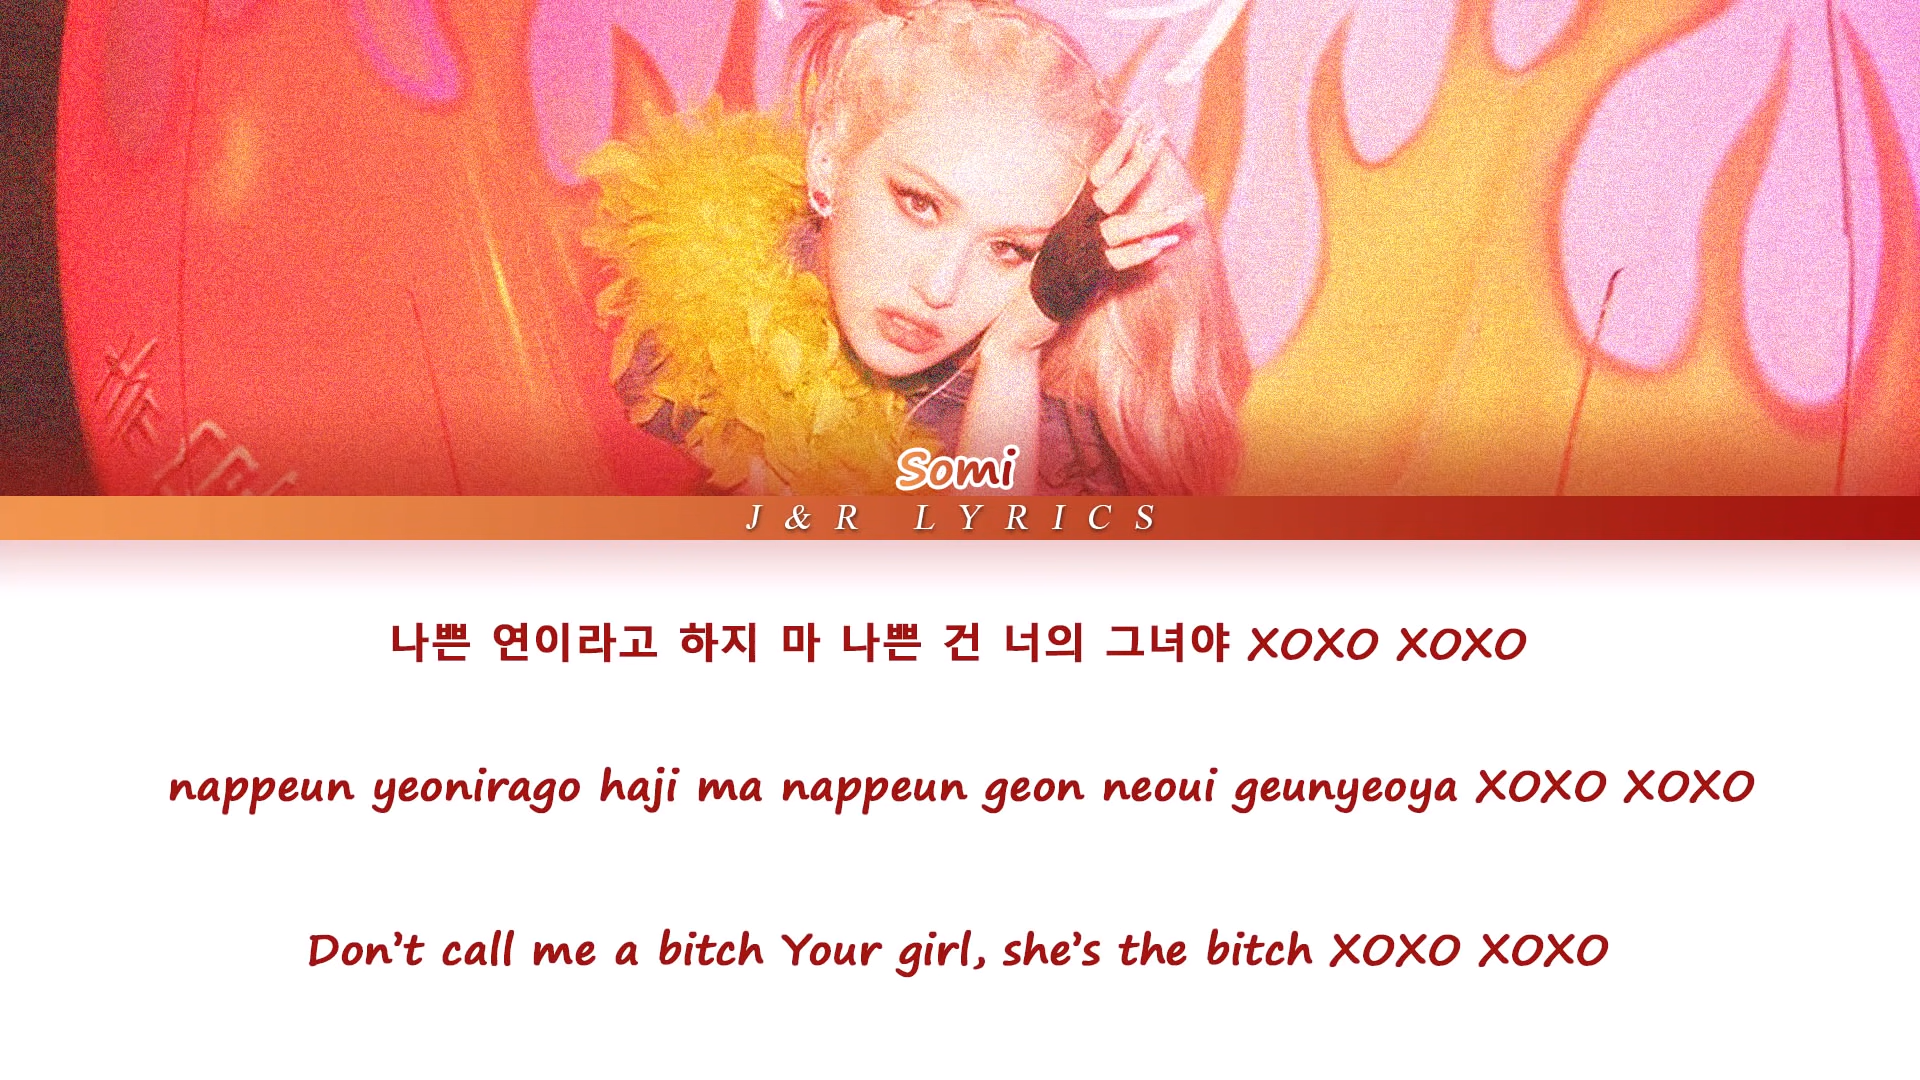 Somi
J & R LYRICS
나쁜 연이라고 하지 마 나쁜 건 너의 그녀야 XOXO XOXO
nappeun yeonirago haji ma nappeun geon neoui geunyeoya XOXO XOXO
Don't call me a bitch Your girl, she's the bitch XOXO XOXO